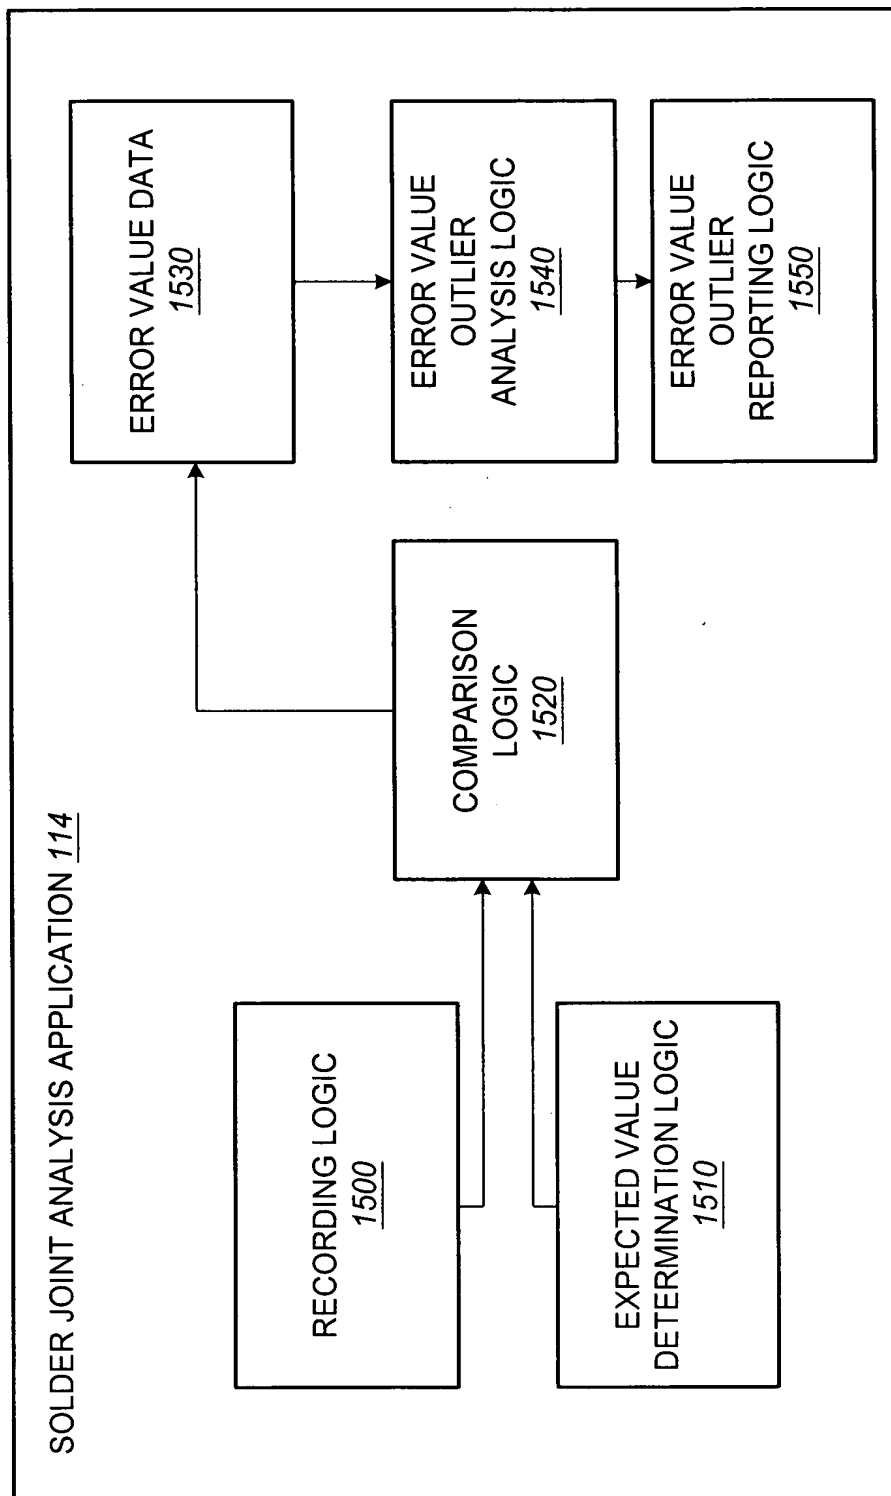 SOLDER JOINT ANALYSIS APPLICATION 114
RECORDING LOGIC
1500
EXPECTED VALUE
DETERMINATION LOGIC
1510
COMPARISON
LOGIC
1520
ERROR VALUE DATA
1530
ERROR VALUE
OUTLIER
ANALYSIS LOGIC
1540
ERROR VALUE
OUTLIER
REPORTING LOGIC
1550